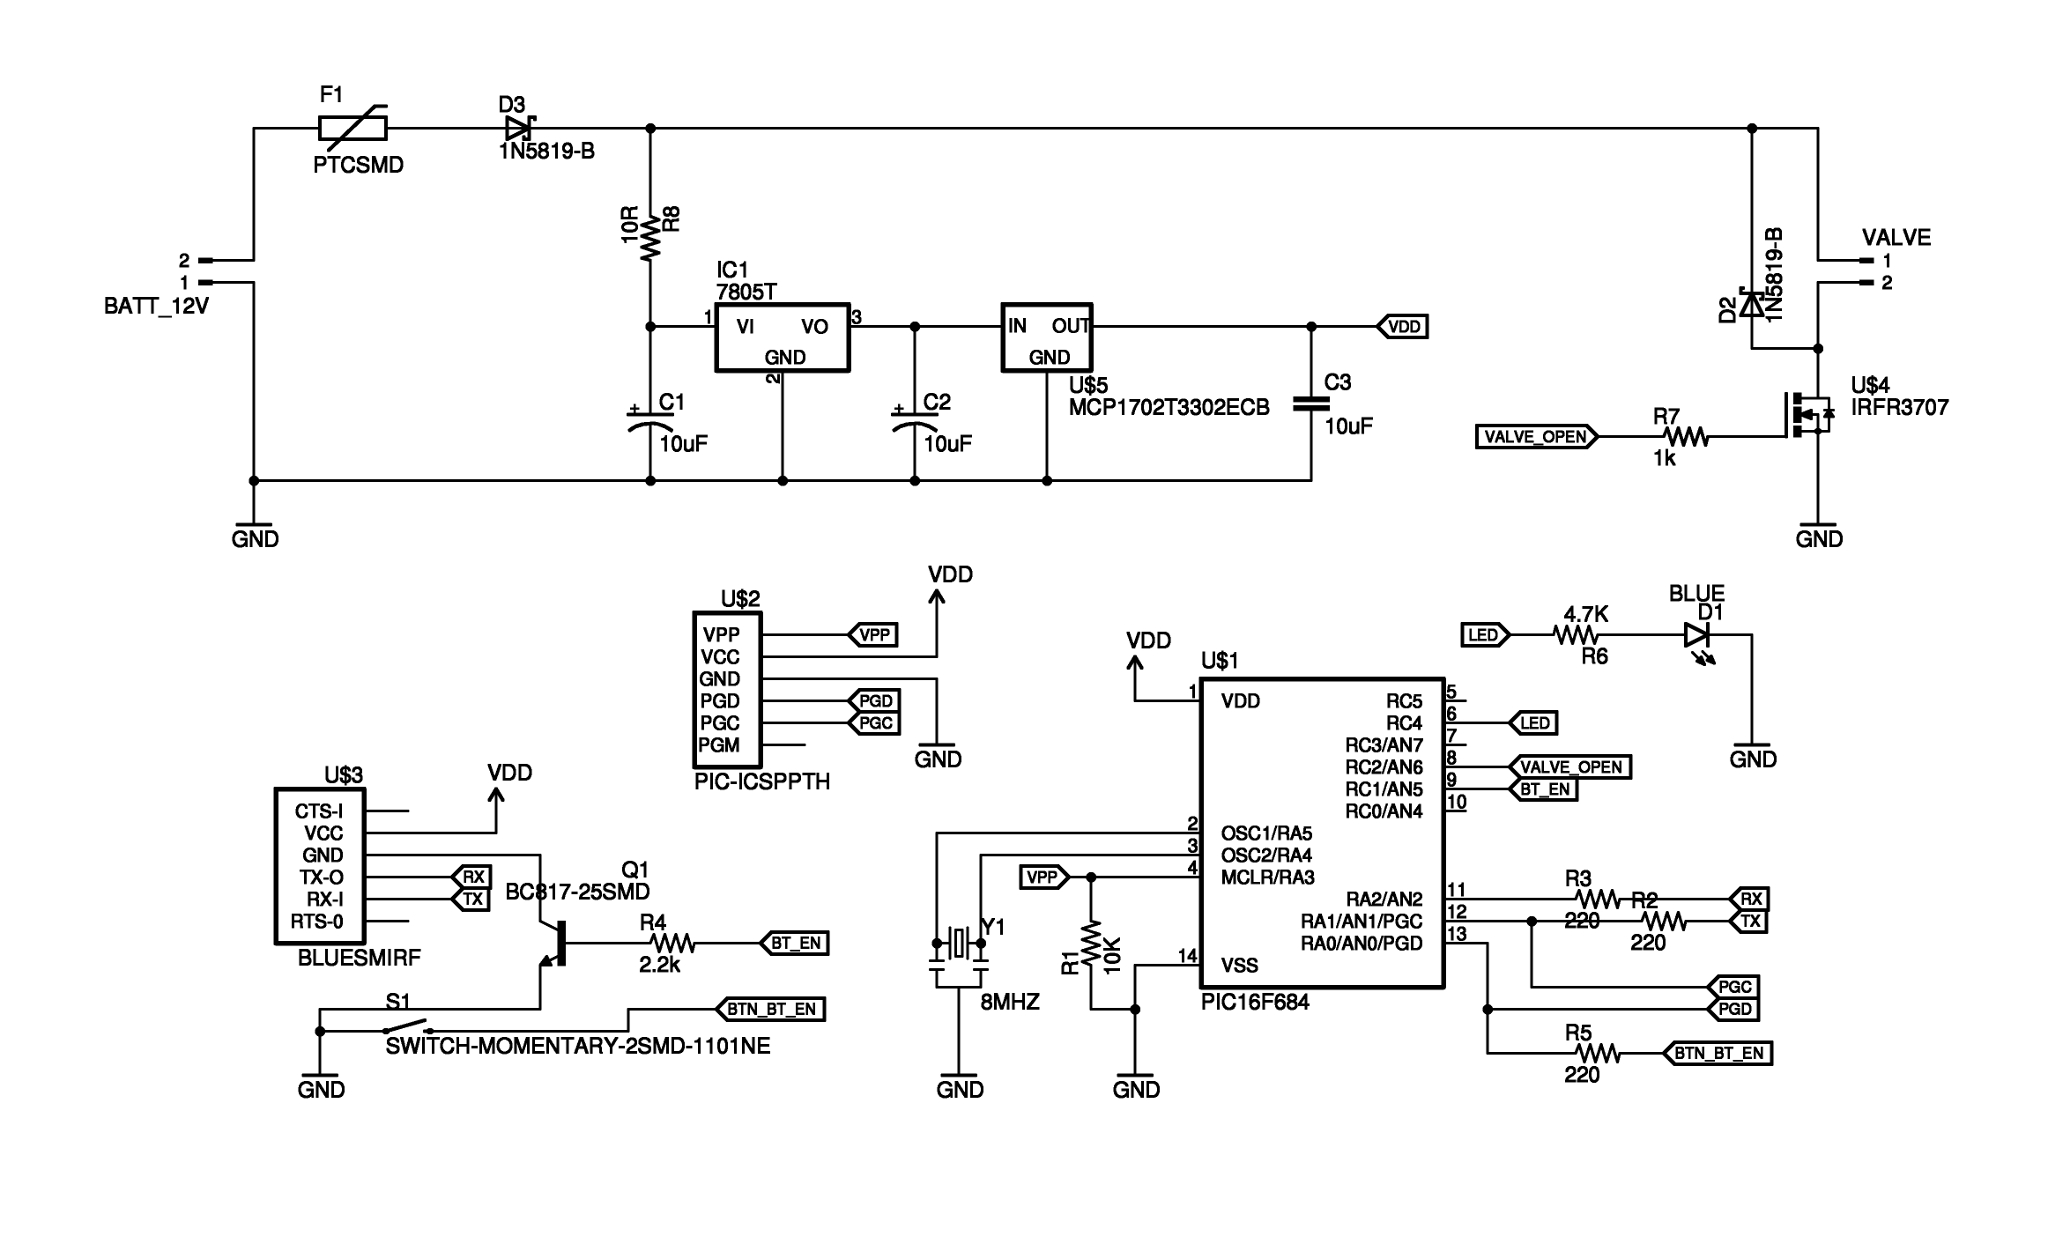 F1
PTCSMD
D3
1N5819-B
10R
R8
2
1
BATT_12V
IC1
7805T
1
VI
VO
3
GND
2
IN
OUT
GND
U$5
MCP1702T3302ECB
VDD
+
C1
10uF
+
C2
10uF
C3
10uF
GND
D2
1N5819-B
VALVE
1
2
U$4
IRFR3707
VALVE_OPEN
R7
1k
GND
U$2
VPP
VCC
GND
PGD
PGC
PGM
PIC-ICSPPTH
VPP
PGD
PGC
VDD
GND
LED
4.7K
R6
BLUE
D1
GND
U$3
CTS-I
VCC
GND
TX-O
RX-I
RTS-0
BLUESMIRF
VDD
RX
TX
Q1
BC817-25SMD
R4
2.2k
BT_EN
S1
BTN_BT_EN
SWITCH-MOMENTARY-2SMD-1101NE
GND
VDD
U$1
1
VDD
2
OSC1/RA5
3
OSC2/RA4
4
MCLR/RA3
14
VSS
PIC16F684
RC5
5
RC4
6
RC3/AN7
7
RC2/AN6
8
RC1/AN5
9
RC0/AN4
10
RA2/AN2
11
RA1/AN1/PGC
12
RA0/AN0/PGD
13
LED
VALVE_OPEN
BT_EN
VPP
Y1
8MHZ
R1
10K
GND
GND
R3
220
R2
220
RX
TX
PGC
PGD
R5
220
BTN_BT_EN